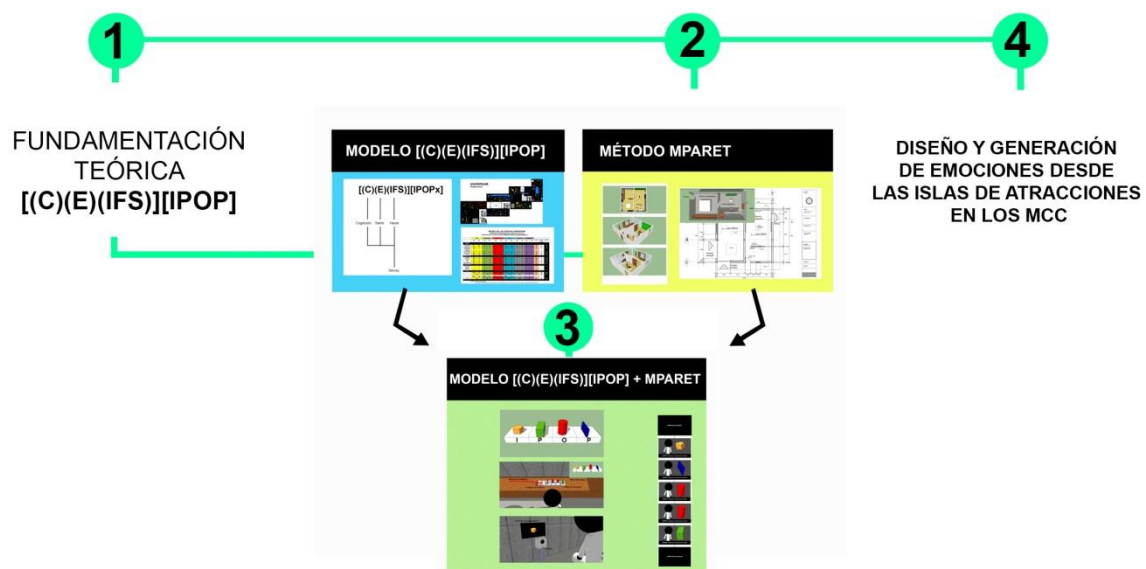 1
2
4
FUNDAMENTACIÓN
TEÓRICA
[(C)(E)(IFS)][IPOP]
MODELO [(C)(E)(IFS)][IPOP]
[(C)(E)(IFS)][IPOPx]
MÉTODO MPARET
DISEÑO Y GENERACIÓN
DE EMOCIONES DESDE
LAS ISLAS DE ATRACCIONES
EN LOS MCC
3
MODELO [(C)(E)(IFS)][IPOP] + MPARET
I P O P